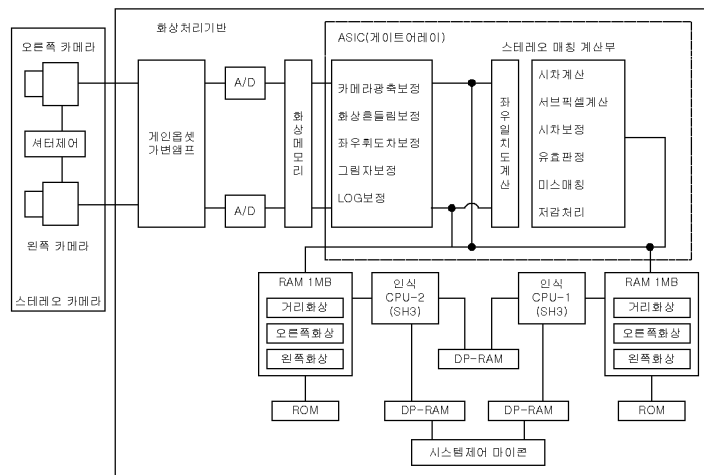 화상처리기반
오른쪽 카메라
셔터제어
왼쪽 카메라
스테레오 카메라
게인옵셋
가변앰프
A/D
A/D
화상메모리
ASIC(게이트어레이)
카메라광축보정
화상흔들림보정
좌우휘도차보정
그림자보정
LOG보정
스테레오 매칭 계산부
좌우일치도계산
시차계산
서브픽셀계산
시차보정
유효판정
미스매칭
저감처리
RAM 1MB
거리화상
오른쪽화상
왼쪽화상
ROM
인식
CPU-2
(SH3)
인식
CPU-1
(SH3)
DP-RAM
RAM 1MB
거리화상
오른쪽화상
왼쪽화상
ROM
DP-RAM
DP-RAM
시스템제어 마이콘